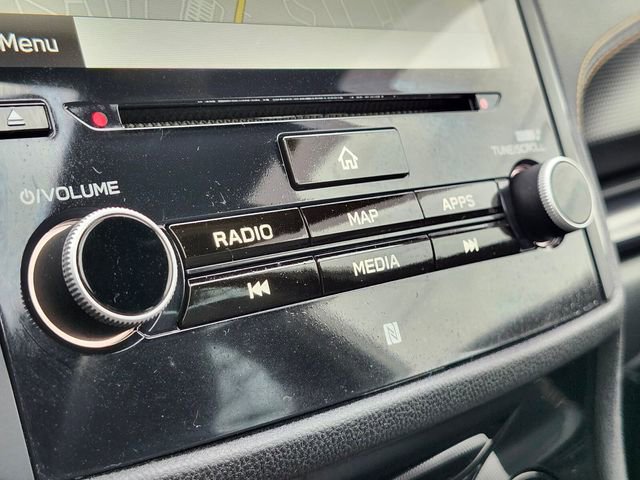 Menu
/VOLUME
TUNE/SCROLL
RADIO
MAP
APPS
MEDIA
N